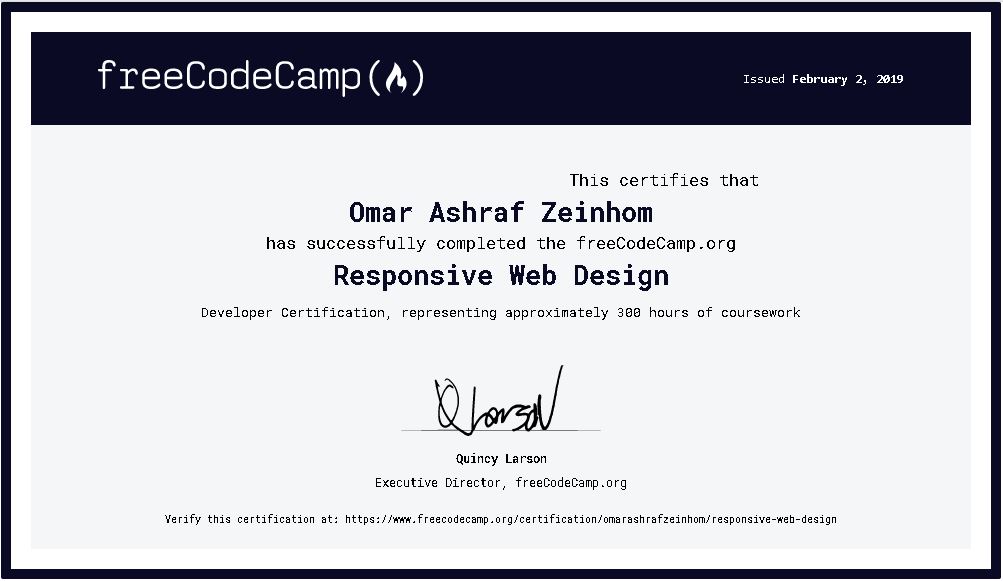 freeCodeCamp()
Issued February 2, 2019
This certifies that
Omar Ashraf Zeinhom
has successfully completed the freeCodeCamp.org
Responsive Web Design
Developer Certification, representing approximately 300 hours of coursework
Q Larson
Quincy Larson
Executive Director, freeCodeCamp.org
Verify this certification at: https://www.freecodecamp.org/certification/omarashrafzeinhom/responsive-web-design